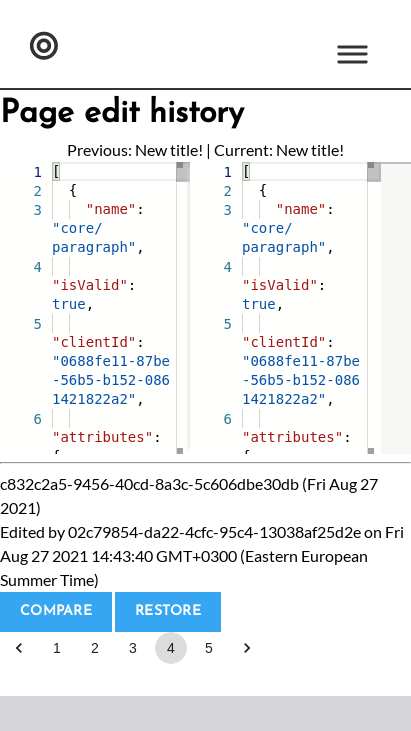 Page edit history
Previous: New title! | Current: New title!
1 [
2 {
3 "name":
"core/
paragraph",
4
"isValid":
true,
5
"clientId":
"0688fe11-87be
-56b5-b152-086
1421822a2",
6
"attributes":
{
1 [
2 {
3 "name":
"core/
paragraph",
4
"isValid":
true,
5
"clientId":
"0688fe11-87be
-56b5-b152-086
1421822a2",
6
"attributes":
{
c832c2a5-9456-40cd-8a3c-5c606dbe30db (Fri Aug 27
2021)
Edited by 02c79854-da22-4cfc-95c4-13038af25d2e on Fri
Aug 27 2021 14:43:40 GMT+0300 (Eastern European
Summer Time)
COMPARE RESTORE
1 2 3 4 5